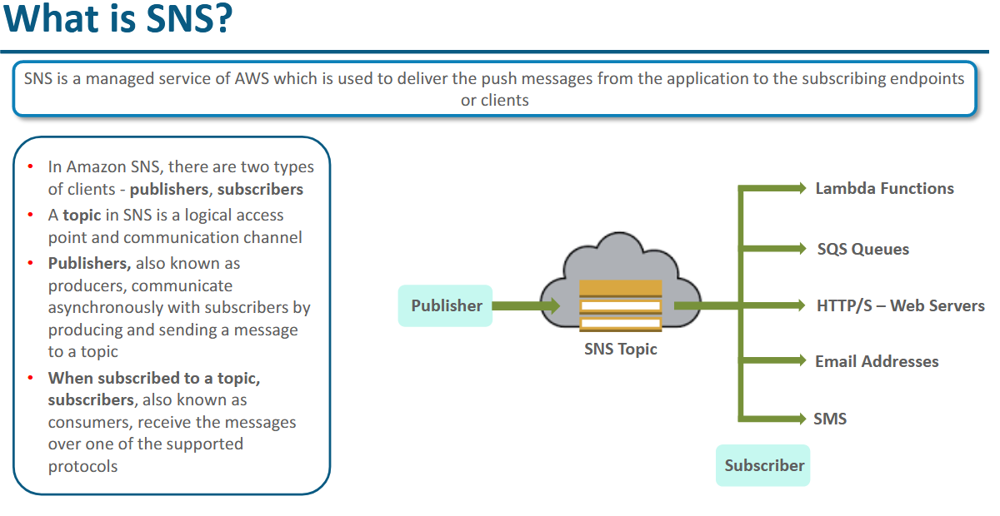 What is SNS?
SNS is a managed service of AWS which is used to deliver the push messages from the application to the subscribing endpoints
or clients
• In Amazon SNS, there are two types
of clients - publishers, subscribers
• A topic in SNS is a logical access
point and communication channel
• Publishers, also known as
producers, communicate
asynchronously with subscribers by
producing and sending a message
to a topic
• When subscribed to a topic,
subscribers, also known as
consumers, receive the messages
over one of the supported
protocols
Publisher
SNS Topic
Lambda Functions
SQS Queues
HTTP/S – Web Servers
Email Addresses
SMS
Subscriber